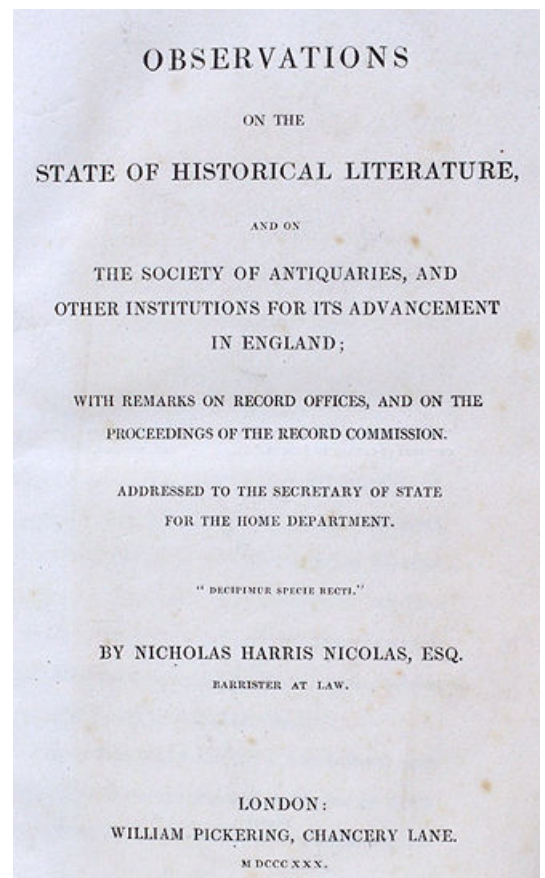 OBSERVATIONS
ON THE
STATE OF HISTORICAL LITERATURE,
AND ON
THE SOCIETY OF ANTIQUARIES, AND
OTHER INSTITUTIONS FOR ITS ADVANCEMENT
IN ENGLAND;
WITH REMARKS ON RECORD OFFICES, AND ON THE
PROCEEDINGS OF THE RECORD COMMISSION.
ADDRESSED TO THE SECRETARY OF STATE
FOR THE HOME DEPARTMENT.
" DECIPIMUR SPECIE RECTI."
BY NICHOLAS HARRIS NICOLAS, ESQ.
BARRISTER AT LAW.
LONDON:
WILLIAM PICKERING, CHANCERY LANE.
MDCCCXXX.